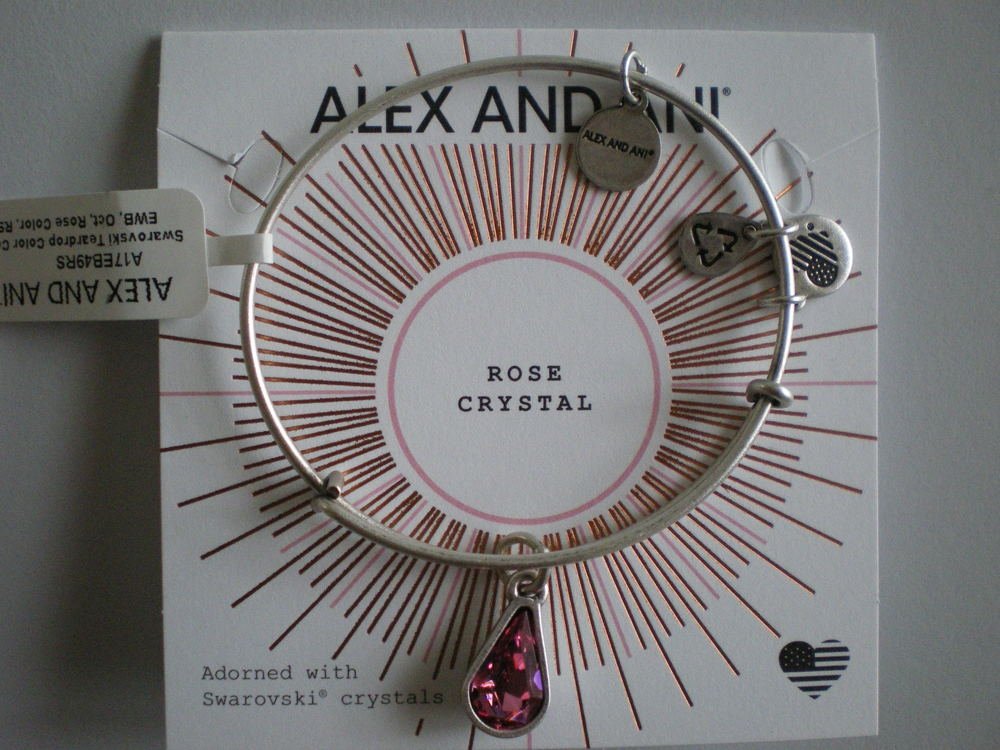 ALEX AND ANI®
ALEX AND ANI®
ROSE
CRYSTAL
Adorned with
Swarovski® crystals
ALEX AND ANI
A17EB49RS
Swarovski Teardrop Color
EWB, Oct, Rose Color,